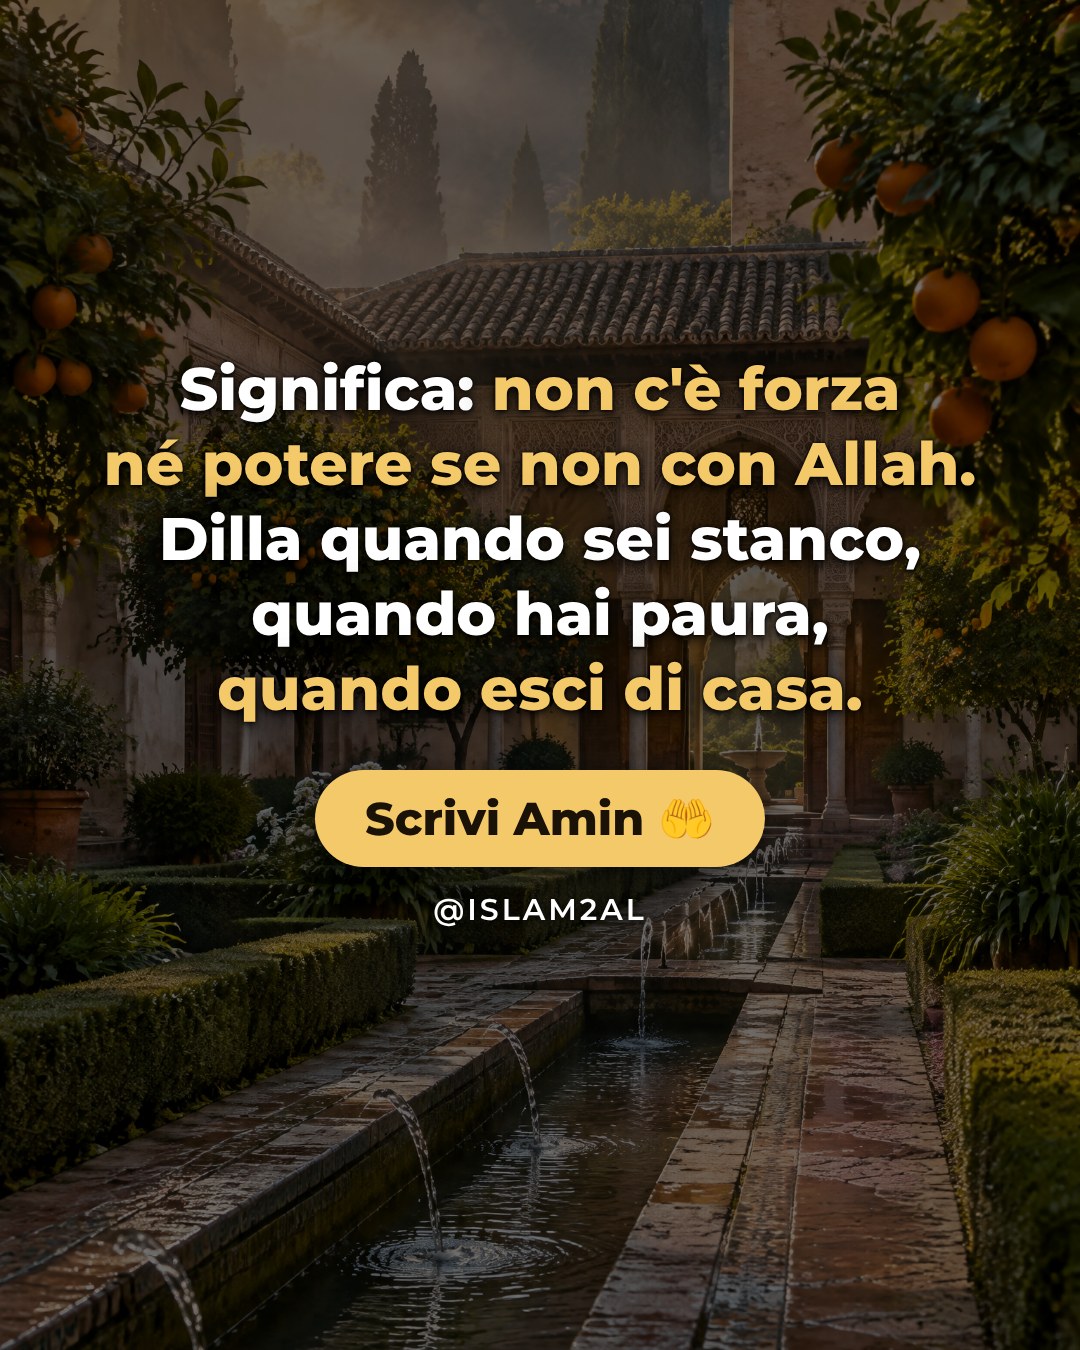 Significa: non c'è forza
né potere se non con Allah.
Dilla quando sei stanco,
quando hai paura,
quando esci di casa.
Scrivi Amin 🤲
@ISLAM2AL